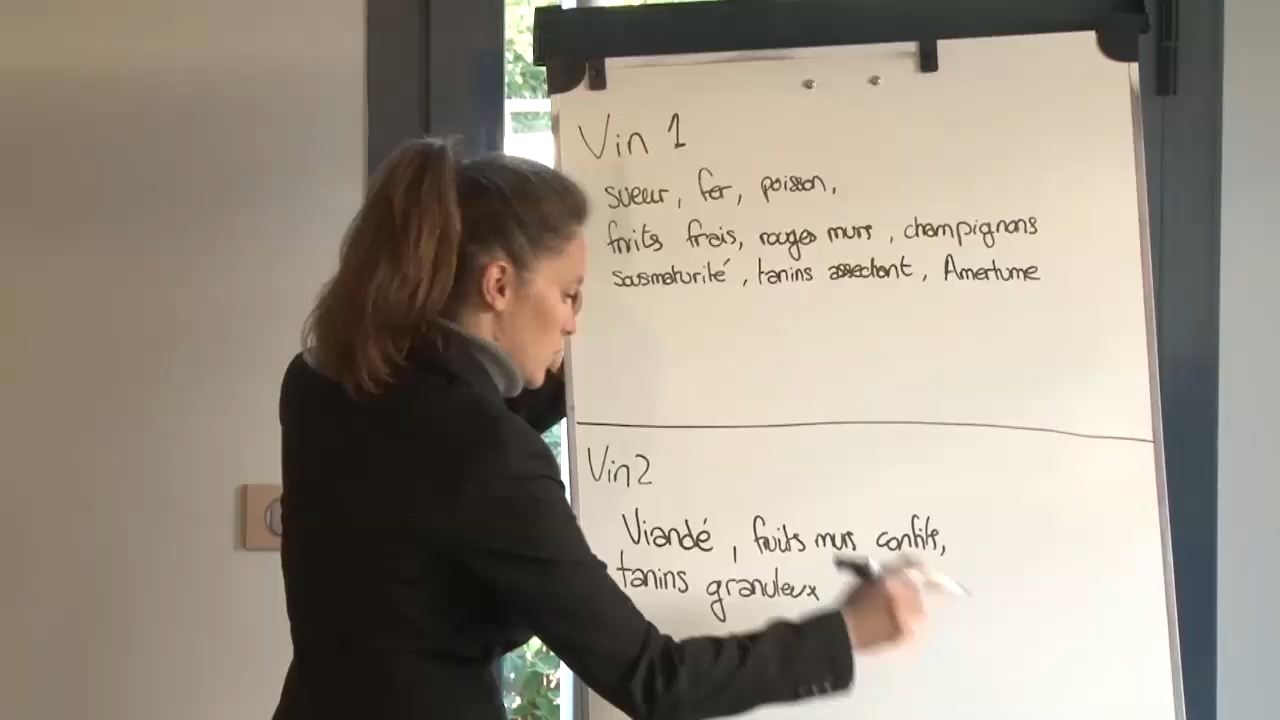 Vin 1
sueur, fer, poisson,
fruits frais, rouges murs, champignons
sousmaturité, tanins assechant, Amertume
Vin 2
Viandé, fruits murs confits,
tanins granuleux